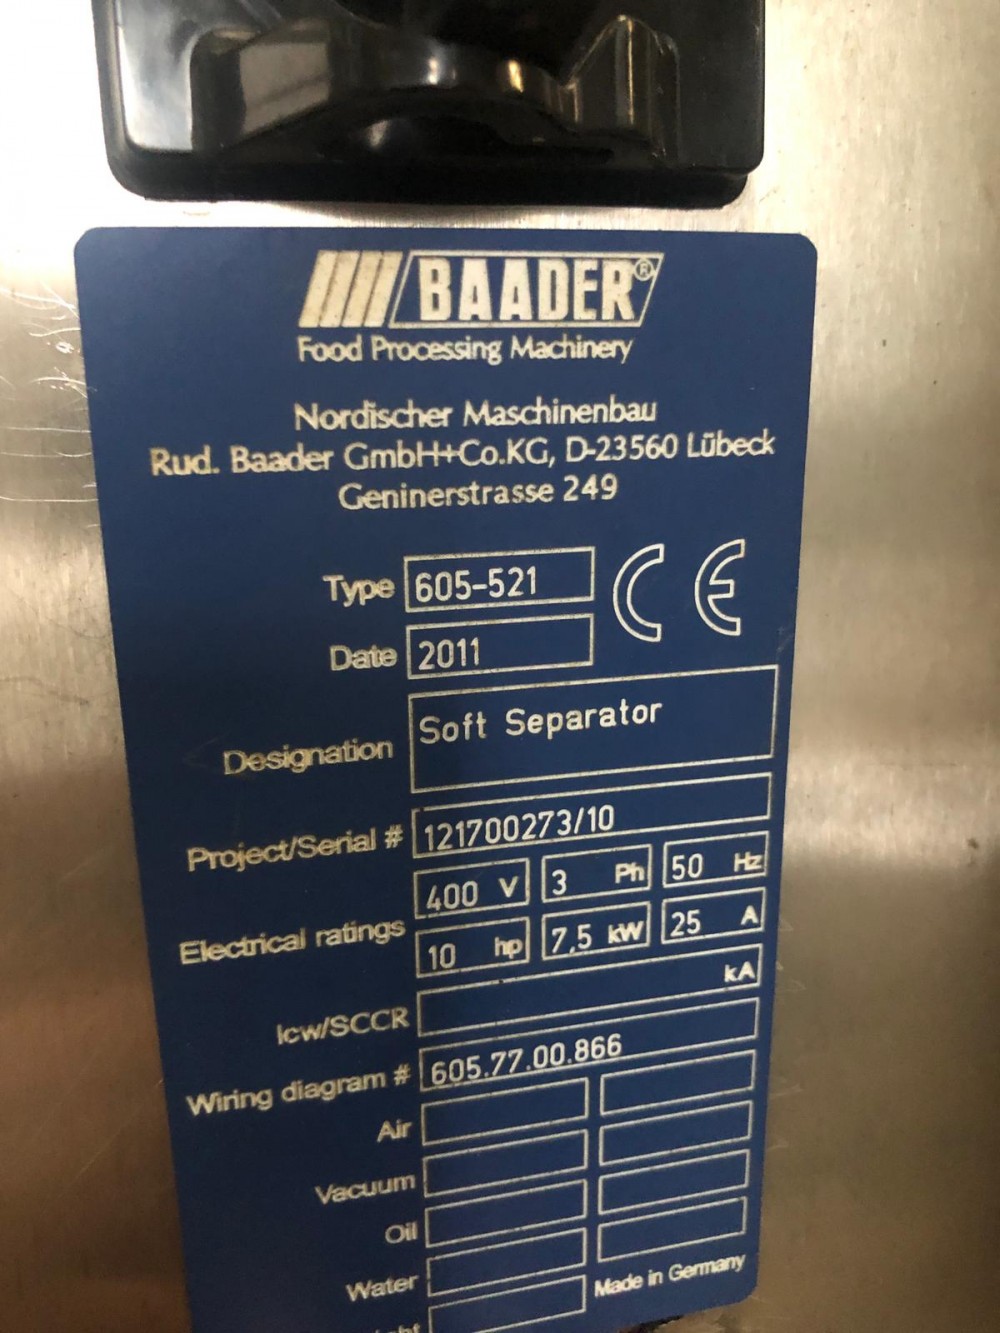 BAADER®
Food Processing Machinery
Nordischer Maschinenbau
Rud. Baader GmbH+Co.KG, D-23560 Lübeck
Geninerstrasse 249
Type 605-521 CE
Date 2011
Designation Soft Separator
Project/Serial # 121700273/10
Electrical ratings 400 V 3 Ph 50 Hz
10 hp 7,5 kW 25 A
Icw/SCCR kA
Wiring diagram # 605.77.00.866
Air
Vacuum
Oil
Water
Made in Germany